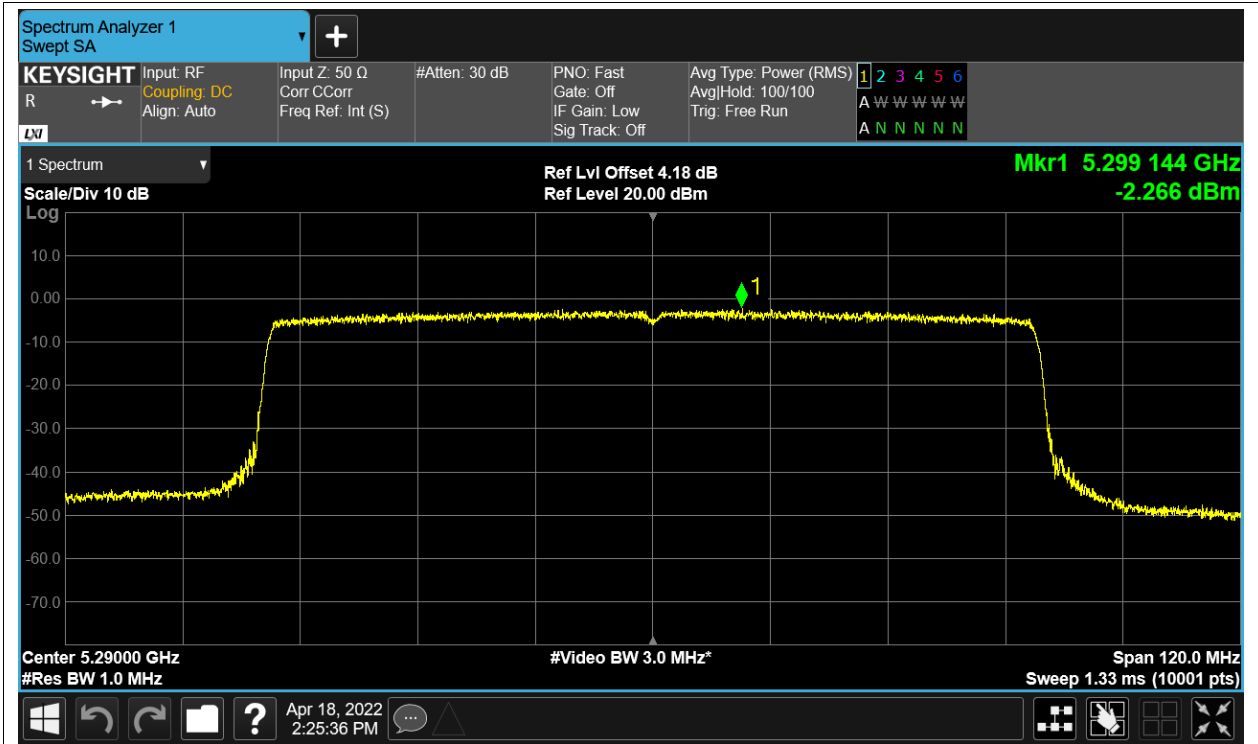 Spectrum Analyzer 1
Swept SA
KEYSIGHT
R
LXI
Input: RF
Coupling: DC
Align: Auto
Input Z: 50 Ω
Corr CCorr
Freq Ref: Int (S)
#Atten: 30 dB
PNO: Fast
Gate: Off
IF Gain: Low
Sig Track: Off
Avg Type: Power (RMS)
Avg|Hold: 100/100
Trig: Free Run
1 2 3 4 5 6
A W W W W W
A N N N N N
1 Spectrum
Scale/Div 10 dB
Ref Lvl Offset 4.18 dB
Ref Level 20.00 dBm
Mkr1 5.299 144 GHz
-2.266 dBm
Log
10.0
0.00
-10.0
-20.0
-30.0
-40.0
-50.0
-60.0
-70.0
1
Center 5.29000 GHz
#Res BW 1.0 MHz
#Video BW 3.0 MHz*
Span 120.0 MHz
Sweep 1.33 ms (10001 pts)
?
Apr 18, 2022
2:25:36 PM